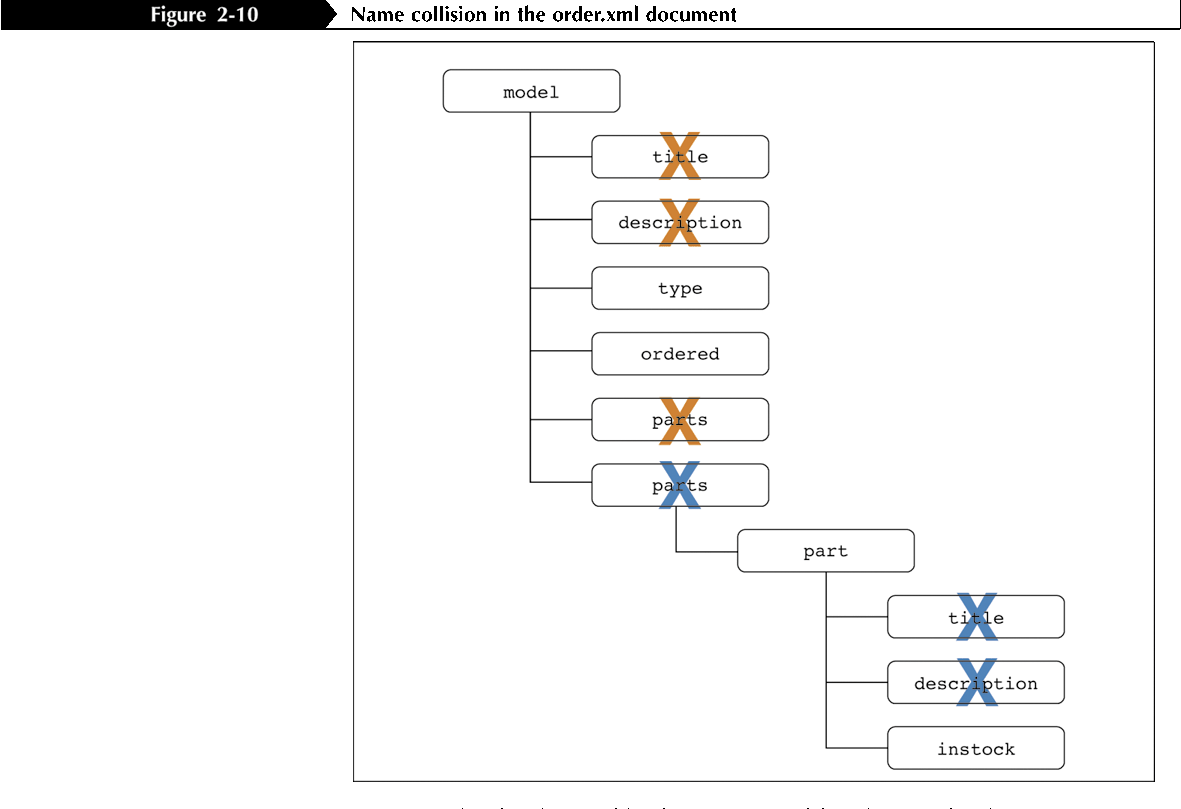 Figure 2-10
Name collision in the order.xml document
model
title
description
type
ordered
parts
parts
part
title
description
instock